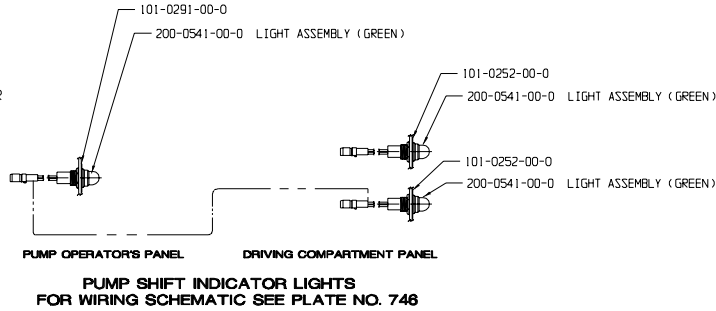 101-0291-00-0
200-0541-00-0 LIGHT ASSEMBLY (GREEN)
101-0252-00-0
200-0541-00-0 LIGHT ASSEMBLY (GREEN)
101-0252-00-0
200-0541-00-0 LIGHT ASSEMBLY (GREEN)
PUMP OPERATOR'S PANEL
DRIVING COMPARTMENT PANEL
PUMP SHIFT INDICATOR LIGHTS
FOR WIRING SCHEMATIC SEE PLATE NO. 746